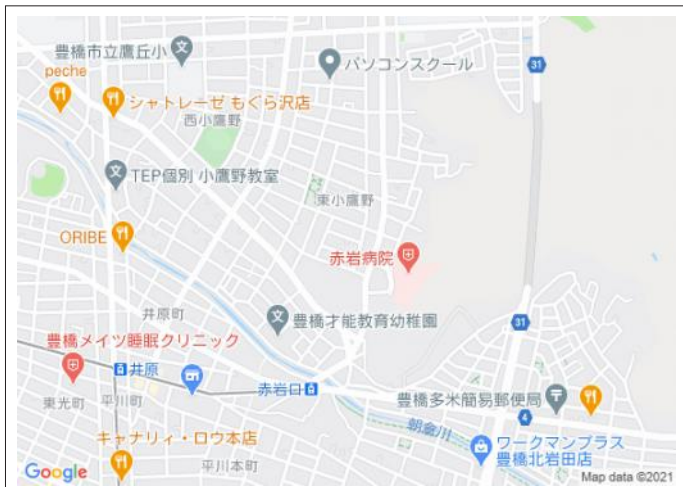 豊橋市立鷹丘小
peche
パソコンスクール
31
シャトレーゼ もぐら沢店
西小鷹野
TEP個別 小鷹野教室
東小鷹野
ORIBE
赤岩病院
井原町
豊橋才能教育幼稚園
31
豊橋メイツ睡眠クリニック
井原
赤岩口
東光町
平川町
豊橋多米簡易郵便局
4
朝倉川
キャナリィ・ロウ本店
ワークマンプラス
豊橋北岩田店
平川本町
Google
Map data ©2021